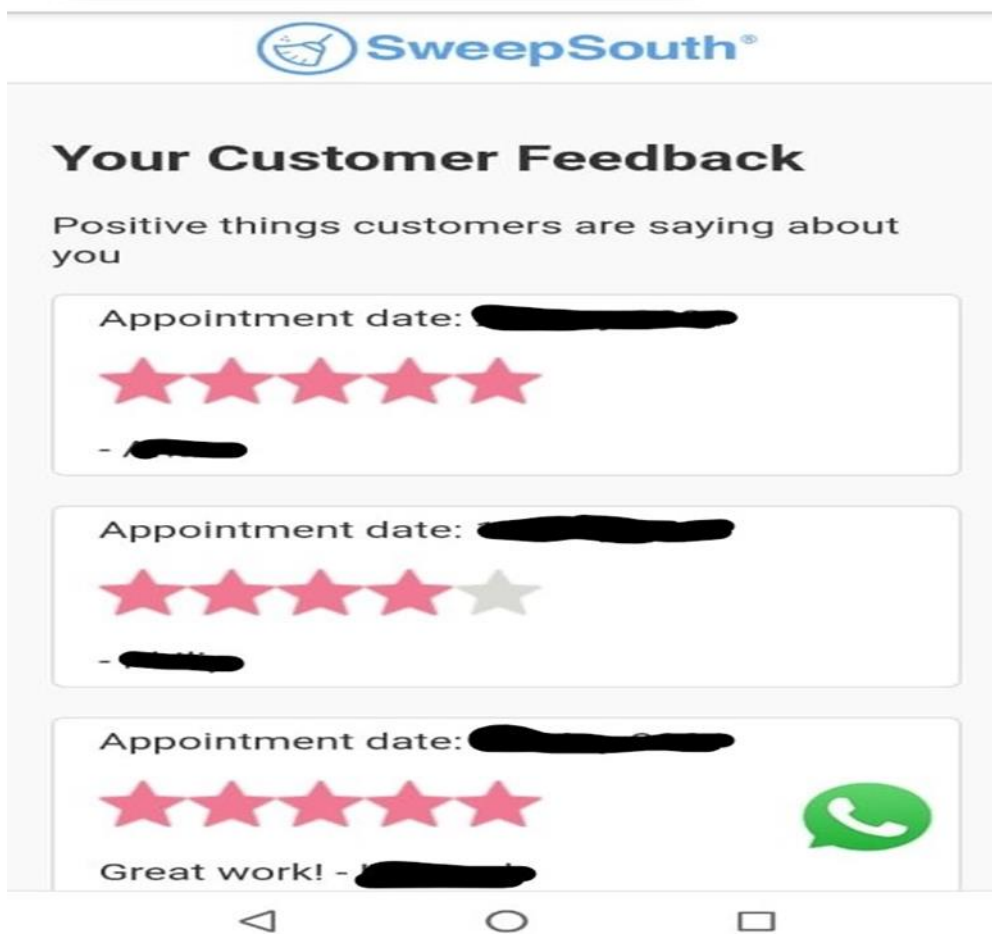 SweepSouth®
Your Customer Feedback
Positive things customers are saying about
you
Appointment date:
-
Appointment date:
-
Appointment date:
Great work! -